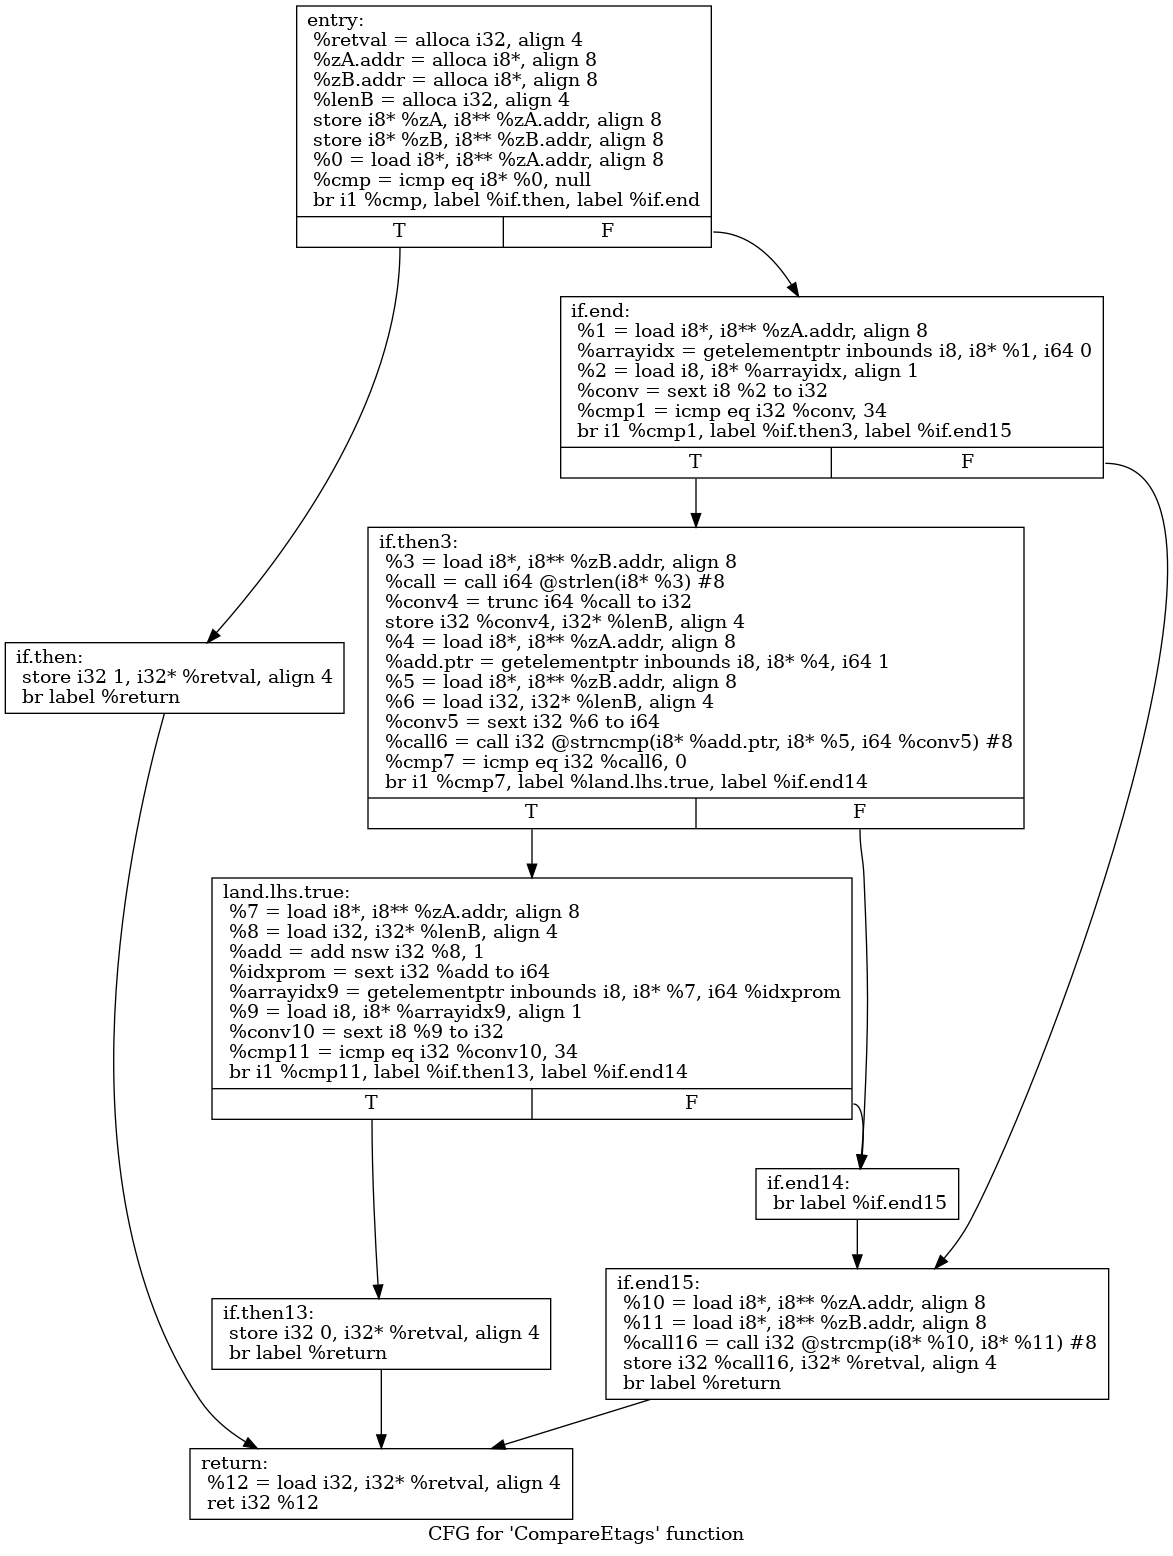 entry:
%retval = alloca i32, align 4
%zA.addr = alloca i8*, align 8
%zB.addr = alloca i8*, align 8
%lenB = alloca i32, align 4
store i8* %zA, i8** %zA.addr, align 8
store i8* %zB, i8** %zB.addr, align 8
%0 = load i8*, i8** %zA.addr, align 8
%cmp = icmp eq i8* %0, null
br i1 %cmp, label %if.then, label %if.end
T F
if.end:
%1 = load i8*, i8** %zA.addr, align 8
%arrayidx = getelementptr inbounds i8, i8* %1, i64 0
%2 = load i8, i8* %arrayidx, align 1
%conv = sext i8 %2 to i32
%cmp1 = icmp eq i32 %conv, 34
br i1 %cmp1, label %if.then3, label %if.end15
T F
if.then3:
%3 = load i8*, i8** %zB.addr, align 8
%call = call i64 @strlen(i8* %3) #8
%conv4 = trunc i64 %call to i32
store i32 %conv4, i32* %lenB, align 4
%4 = load i8*, i8** %zA.addr, align 8
%add.ptr = getelementptr inbounds i8, i8* %4, i64 1
%5 = load i8*, i8** %zB.addr, align 8
%6 = load i32, i32* %lenB, align 4
%conv5 = sext i32 %6 to i64
%call6 = call i32 @strncmp(i8* %add.ptr, i8* %5, i64 %conv5) #8
%cmp7 = icmp eq i32 %call6, 0
br i1 %cmp7, label %land.lhs.true, label %if.end14
T F
if.then:
store i32 1, i32* %retval, align 4
br label %return
land.lhs.true:
%7 = load i8*, i8** %zA.addr, align 8
%8 = load i32, i32* %lenB, align 4
%add = add nsw i32 %8, 1
%idxprom = sext i32 %add to i64
%arrayidx9 = getelementptr inbounds i8, i8* %7, i64 %idxprom
%9 = load i8, i8* %arrayidx9, align 1
%conv10 = sext i8 %9 to i32
%cmp11 = icmp eq i32 %conv10, 34
br i1 %cmp11, label %if.then13, label %if.end14
T F
if.end14:
br label %if.end15
if.then13:
store i32 0, i32* %retval, align 4
br label %return
if.end15:
%10 = load i8*, i8** %zA.addr, align 8
%11 = load i8*, i8** %zB.addr, align 8
%call16 = call i32 @strcmp(i8* %10, i8* %11) #8
store i32 %call16, i32* %retval, align 4
br label %return
return:
%12 = load i32, i32* %retval, align 4
ret i32 %12
CFG for 'CompareEtags' function